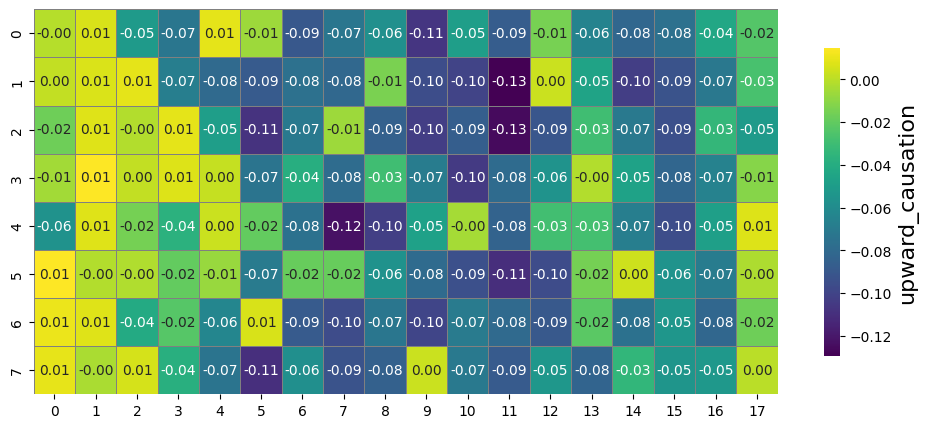 0 -0.00 0.01 -0.05 -0.07 0.01 -0.01 -0.09 -0.07 -0.06 -0.11 -0.05 -0.09 -0.01 -0.06 -0.08 -0.08 -0.04 -0.02
1 0.00 0.01 0.01 -0.07 -0.08 -0.09 -0.08 -0.08 -0.01 -0.10 -0.10 -0.13 0.00 -0.05 -0.10 -0.09 -0.07 -0.03
2 -0.02 0.01 -0.00 0.01 -0.05 -0.11 -0.07 -0.01 -0.09 -0.10 -0.09 -0.13 -0.09 -0.03 -0.07 -0.09 -0.03 -0.05
3 -0.01 0.01 0.00 0.01 0.00 -0.07 -0.04 -0.08 -0.03 -0.07 -0.10 -0.08 -0.06 -0.00 -0.05 -0.08 -0.07 -0.01
4 -0.06 0.01 -0.02 -0.04 0.00 -0.02 -0.08 -0.12 -0.10 -0.05 -0.00 -0.08 -0.03 -0.03 -0.07 -0.10 -0.05 0.01
5 0.01 -0.00 -0.00 -0.02 -0.01 -0.07 -0.02 -0.02 -0.06 -0.08 -0.09 -0.11 -0.10 -0.02 0.00 -0.06 -0.07 -0.00
6 0.01 0.01 -0.04 -0.02 -0.06 0.01 -0.09 -0.10 -0.07 -0.10 -0.07 -0.08 -0.09 -0.02 -0.08 -0.05 -0.08 -0.02
7 0.01 -0.00 0.01 -0.04 -0.07 -0.11 -0.06 -0.09 -0.08 0.00 -0.07 -0.09 -0.05 -0.08 -0.03 -0.05 -0.05 0.00
0 1 2 3 4 5 6 7 8 9 10 11 12 13 14 15 16 17
0.00
−0.02
−0.04
−0.06
−0.08
−0.10
−0.12
upward_causation